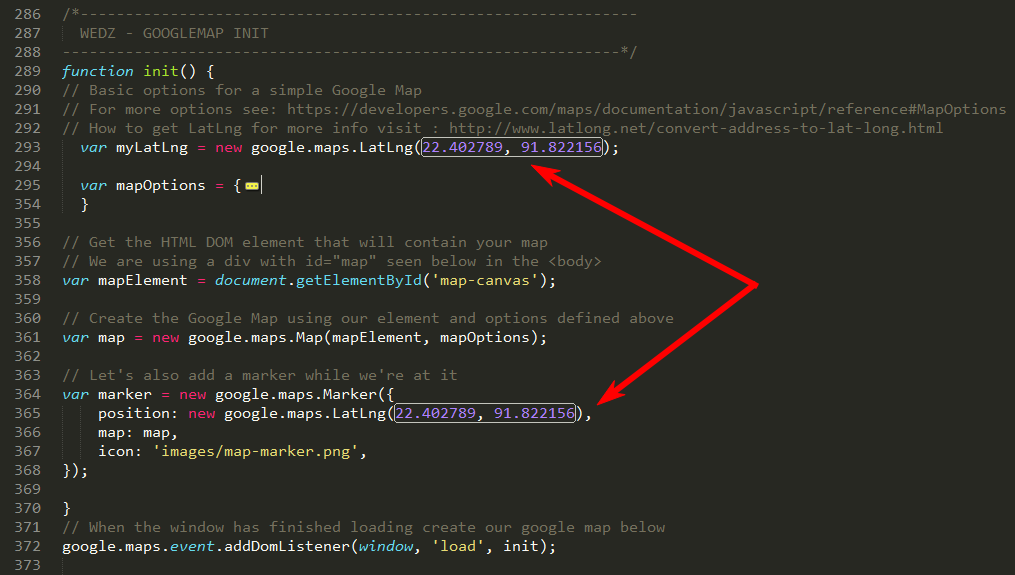 286 /*--------------------------------------------------------------
287   WEDZ - GOOGLEMAP INIT
288 --------------------------------------------------------------*/
289 function init() {
290 // Basic options for a simple Google Map
291 // For more options see: https://developers.google.com/maps/documentation/javascript/reference#MapOptions
292 // How to get LatLng for more info visit : http://www.latlong.net/convert-address-to-lat-long.html
293   var myLatLng = new google.maps.LatLng(22.402789, 91.822156);
294
295   var mapOptions = {
354   }
355
356 // Get the HTML DOM element that will contain your map
357 // We are using a div with id="map" seen below in the <body>
358 var mapElement = document.getElementById('map-canvas');
359
360 // Create the Google Map using our element and options defined above
361 var map = new google.maps.Map(mapElement, mapOptions);
362
363 // Let's also add a marker while we're at it
364 var marker = new google.maps.Marker({
365     position: new google.maps.LatLng(22.402789, 91.822156),
366     map: map,
367     icon: 'images/map-marker.png',
368 });
369
370 }
371 // When the window has finished loading create our google map below
372 google.maps.event.addDomListener(window, 'load', init);
373